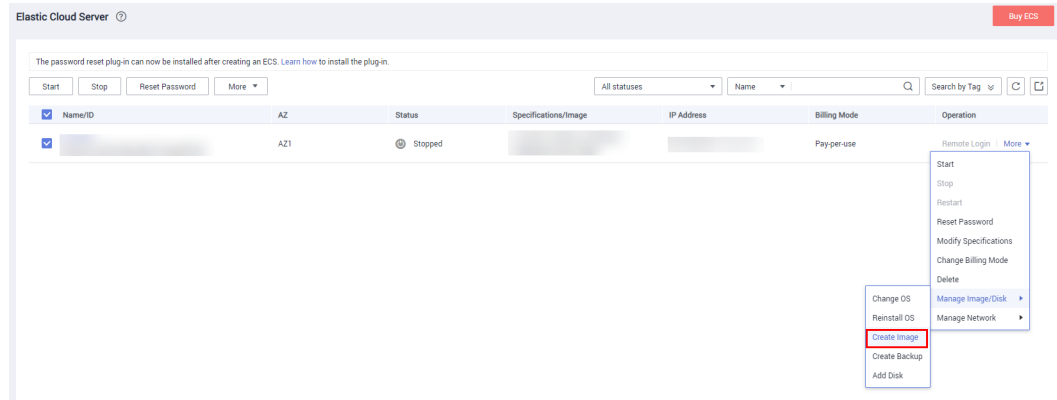 Elastic Cloud Server ?
Buy ECS
The password reset plug-in can now be installed after creating an ECS. Learn how to install the plug-in.
Start Stop Reset Password More All statuses Name Search by Tag
Name/ID AZ Status Specifications/Image IP Address Billing Mode Operation
AZ1 Stopped Pay-per-use Remote Login More
Start
Stop
Restart
Reset Password
Modify Specifications
Change Billing Mode
Delete
Manage Image/Disk
Manage Network
Change OS
Reinstall OS
Create Image
Create Backup
Add Disk